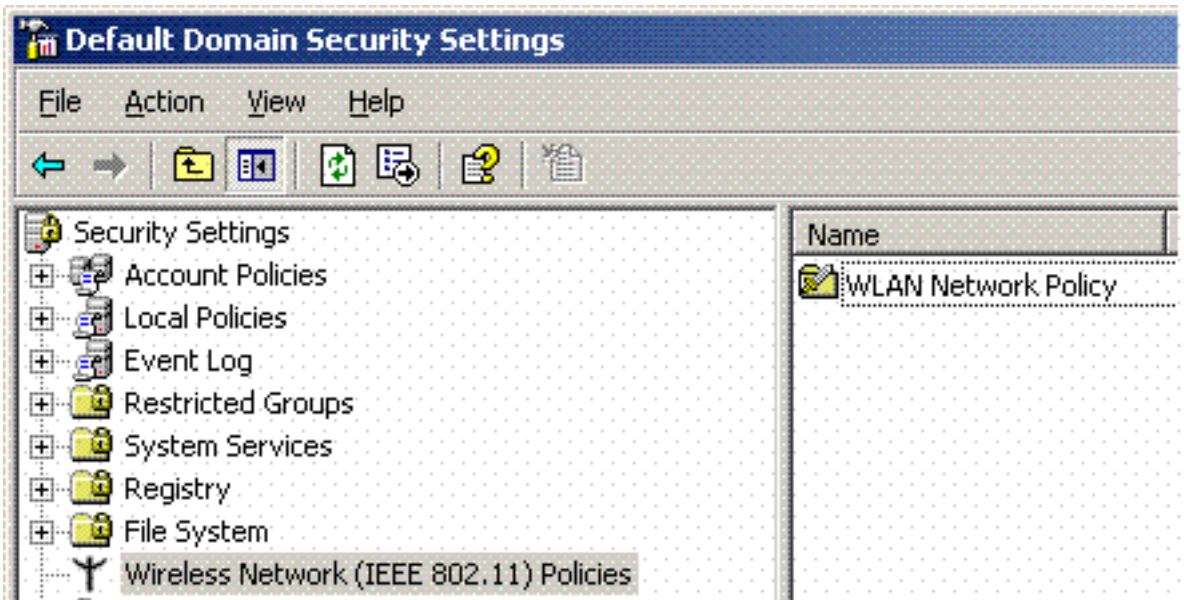 Default Domain Security Settings
File Action View Help
Security Settings
Account Policies
Local Policies
Event Log
Restricted Groups
System Services
Registry
File System
Wireless Network (IEEE 802.11) Policies
Name
WLAN Network Policy